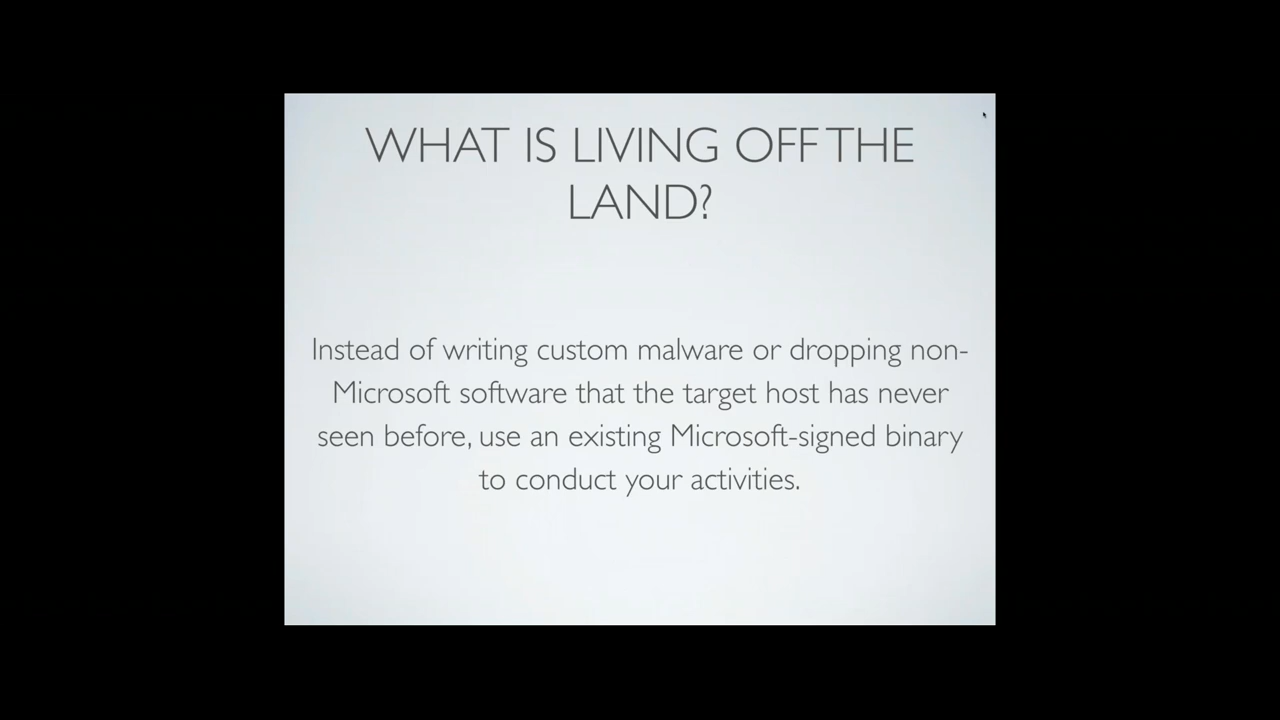 WHAT IS LIVING OFF THE
LAND?
Instead of writing custom malware or dropping non-
Microsoft software that the target host has never
seen before, use an existing Microsoft-signed binary
to conduct your activities.